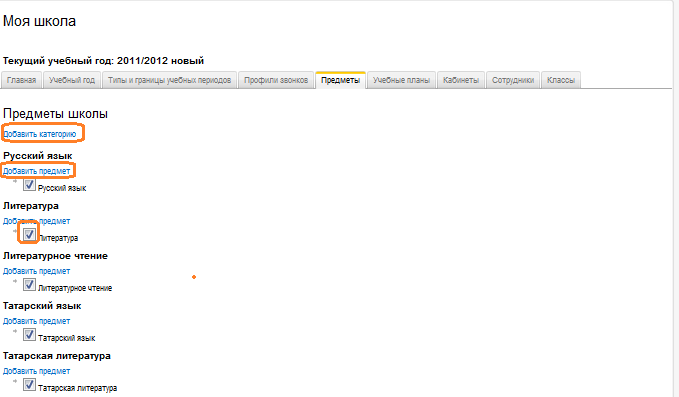 Моя школа
Текущий учебный год: 2011/2012 новый
Главная Учебный год Типы и границы учебных периодов Профили звонков Предметы Учебные планы Кабинеты Сотрудники Классы
Предметы школы
Добавить категорию
Русский язык
Добавить предмет
Русский язык
Литература
Добавить предмет
Литература
Литературное чтение
Добавить предмет
Литературное чтение
Татарский язык
Добавить предмет
Татарский язык
Татарская литература
Добавить предмет
Татарская литература